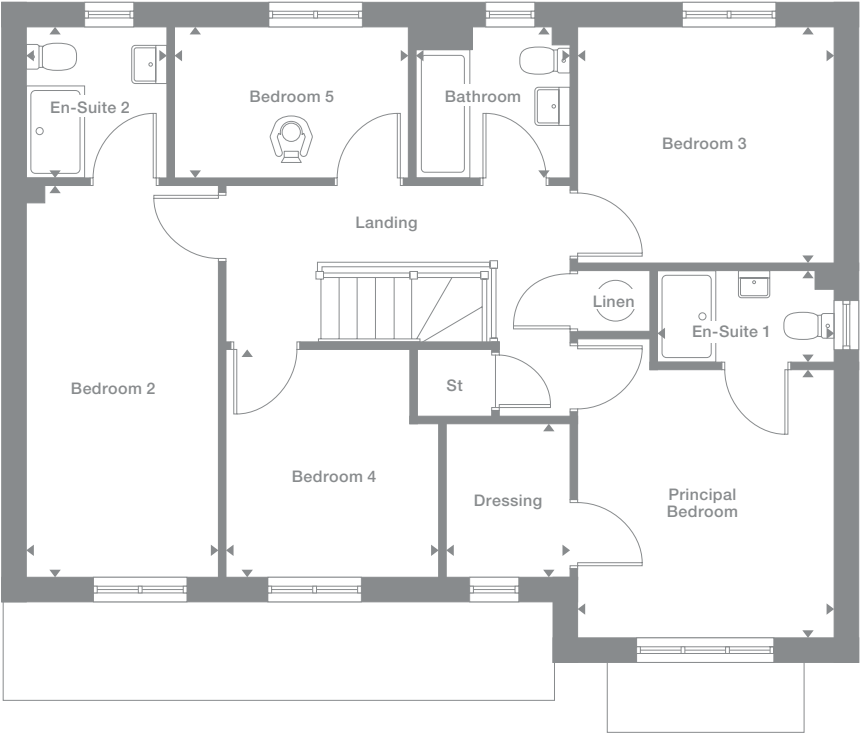 En-Suite 2
Bedroom 5
Bathroom
Bedroom 3
Landing
Linen
En-Suite 1
Bedroom 2
St
Bedroom 4
Dressing
Principal
Bedroom